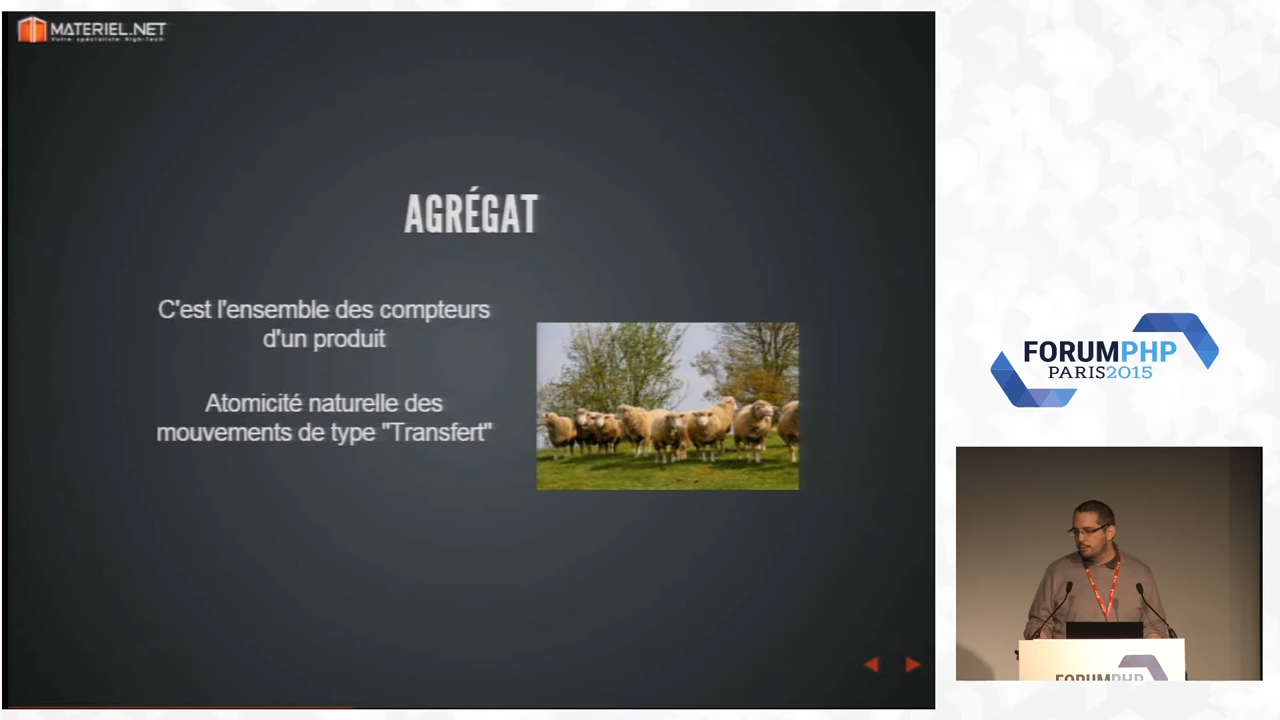 MATERIEL.NET
Votre spécialiste High-Tech
AGRÉGAT
C'est l'ensemble des compteurs
d'un produit
Atomicité naturelle des
mouvements de type "Transfert"
FORUMPHP
PARIS2015
FORUMPHP